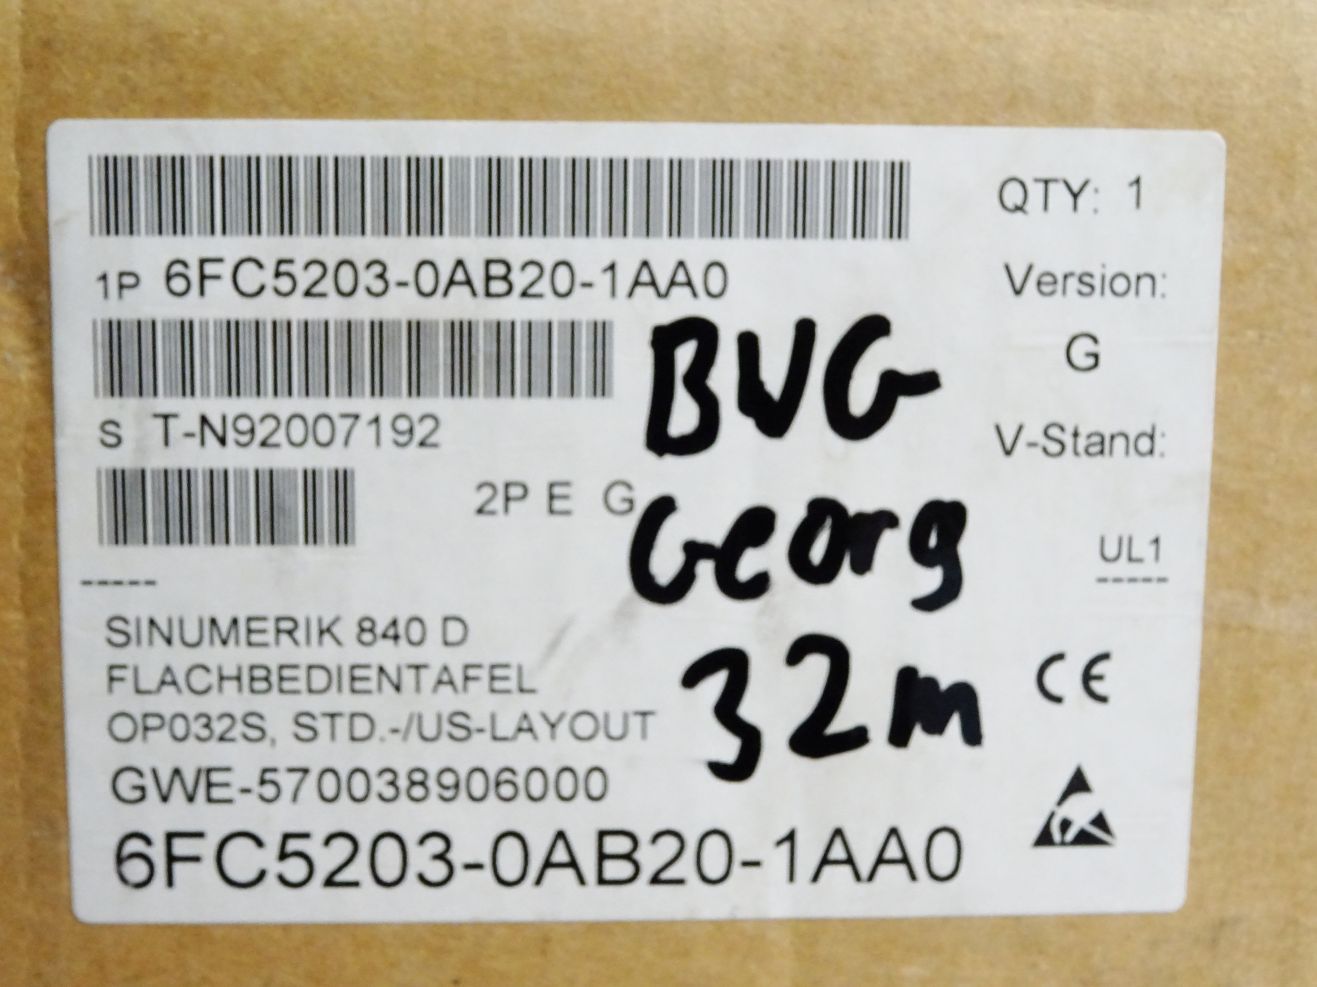 QTY: 1
1P 6FC5203-0AB20-1AA0
Version:
G
BVG
S T-N92007192
V-Stand:
2P E G
Georg
UL1
-----
-----
SINUMERIK 840 D
FLACHBEDIENTAFEL
32m
CE
OP032S, STD.-/US-LAYOUT
GWE-570038906000
6FC5203-0AB20-1AA0